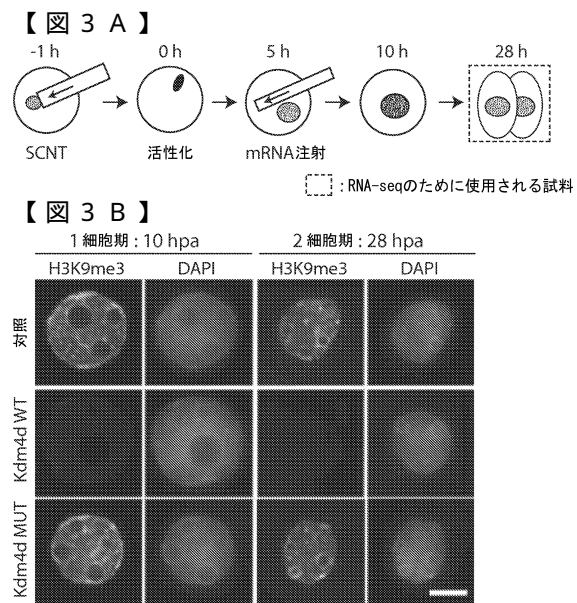 【図３Ａ】
-1 h 0 h 5 h 10 h 28 h
SCNT 活性化 mRNA注射
: RNA-seqのために使用される試料
【図３Ｂ】
1 細胞期 : 10 hpa 2 細胞期 : 28 hpa
H3K9me3 DAPI H3K9me3 DAPI
対照
Kdm4d WT
Kdm4d MUT